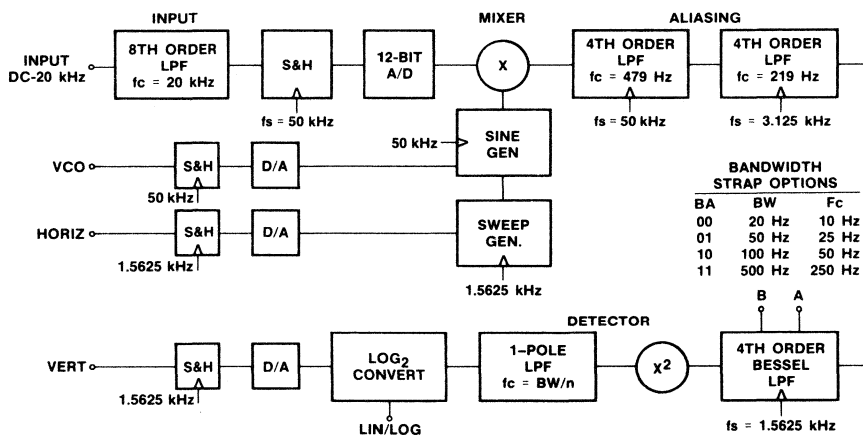 INPUT
MIXER
ALIASING
INPUT
DC-20 kHz
8TH ORDER
LPF
fc = 20 kHz
S&H
fs = 50 kHz
12-BIT
A/D
X
4TH ORDER
LPF
fc = 479 Hz
fs = 50 kHz
4TH ORDER
LPF
fc = 219 Hz
fs = 3.125 kHz
50 kHz
SINE
GEN
VCO
S&H
50 kHz
D/A
HORIZ
S&H
1.5625 kHz
D/A
SWEEP
GEN.
1.5625 kHz
BANDWIDTH
STRAP OPTIONS
BA BW Fc
00 20 Hz 10 Hz
01 50 Hz 25 Hz
10 100 Hz 50 Hz
11 500 Hz 250 Hz
B A
DETECTOR
VERT
S&H
1.5625 kHz
D/A
LOG2
CONVERT
LIN/LOG
1-POLE
LPF
fc = BW/n
X²
4TH ORDER
BESSEL
LPF
fs = 1.5625 kHz